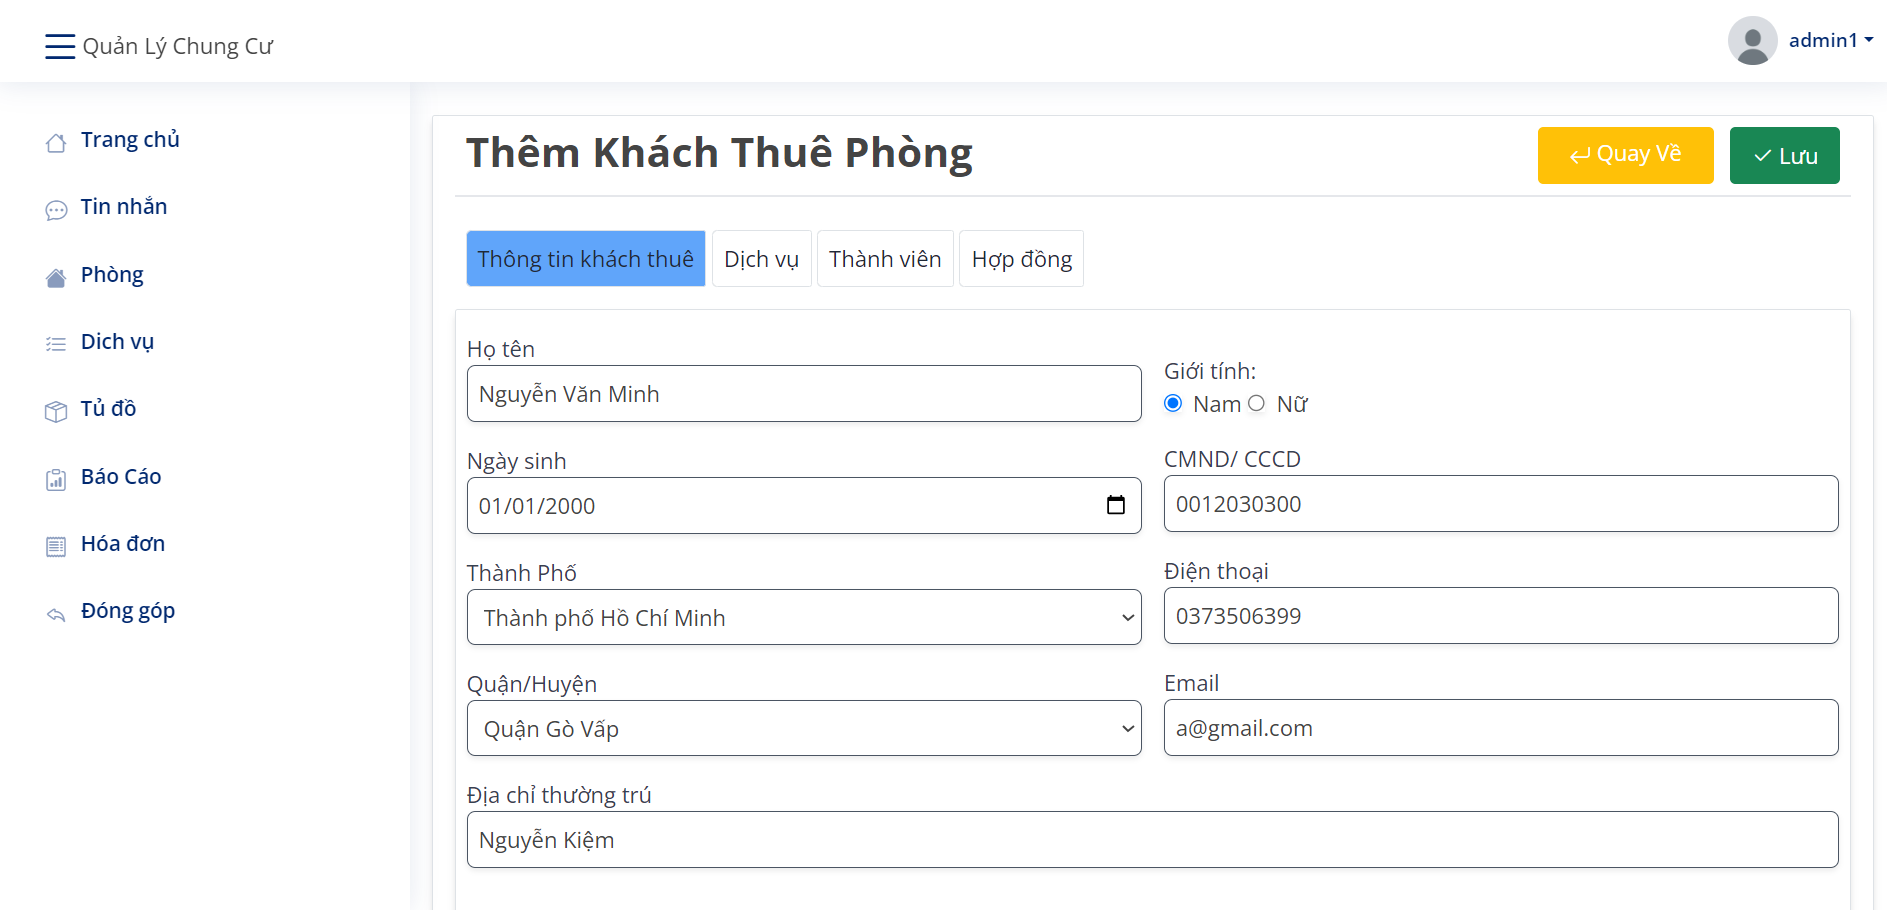 Quản Lý Chung Cư
admin1
Trang chủ
Tin nhắn
Phòng
Dich vụ
Tủ đồ
Báo Cáo
Hóa đơn
Đóng góp
Thêm Khách Thuê Phòng
Quay Về
Lưu
Thông tin khách thuê
Dịch vụ
Thành viên
Hợp đồng
Họ tên
Nguyễn Văn Minh
Giới tính:
Nam Nữ
Ngày sinh
01/01/2000
CMND/ CCCD
0012030300
Thành Phố
Thành phố Hồ Chí Minh
Điện thoại
0373506399
Quận/Huyện
Quận Gò Vấp
Email
a@gmail.com
Địa chỉ thường trú
Nguyễn Kiệm